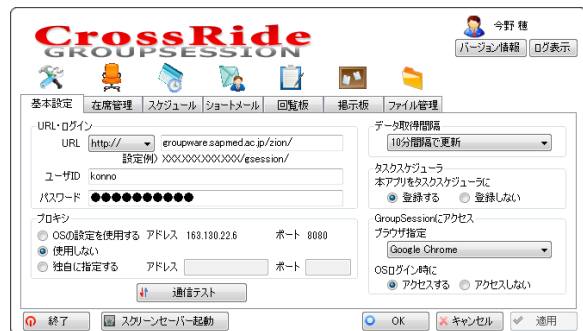 CrossRide
GROUPSESSION
今野 穂
バージョン情報 ログ表示
基本設定 在席管理 スケジュール ショートメール 回覧板 掲示板 ファイル管理
URL・ログイン
URL http:// groupware.sapmed.ac.jp/zion/
設定例) XXX.XXX.XXX.XXX/gsession/
ユーザID konno
パスワード ●●●●●●●●●●
プロキシ
OSの設定を使用する アドレス 163.130.22.6 ポート 8080
使用しない
独自に指定する アドレス ポート
通信テスト
データ取得間隔
10分間隔で更新
タスクスケジューラ
本アプリをタスクスケジューラに
登録する 登録しない
GroupSessionにアクセス
ブラウザ指定
Google Chrome
OSログイン時に
アクセスする アクセスしない
終了 スクリーンセーバー起動 OK キャンセル 適用